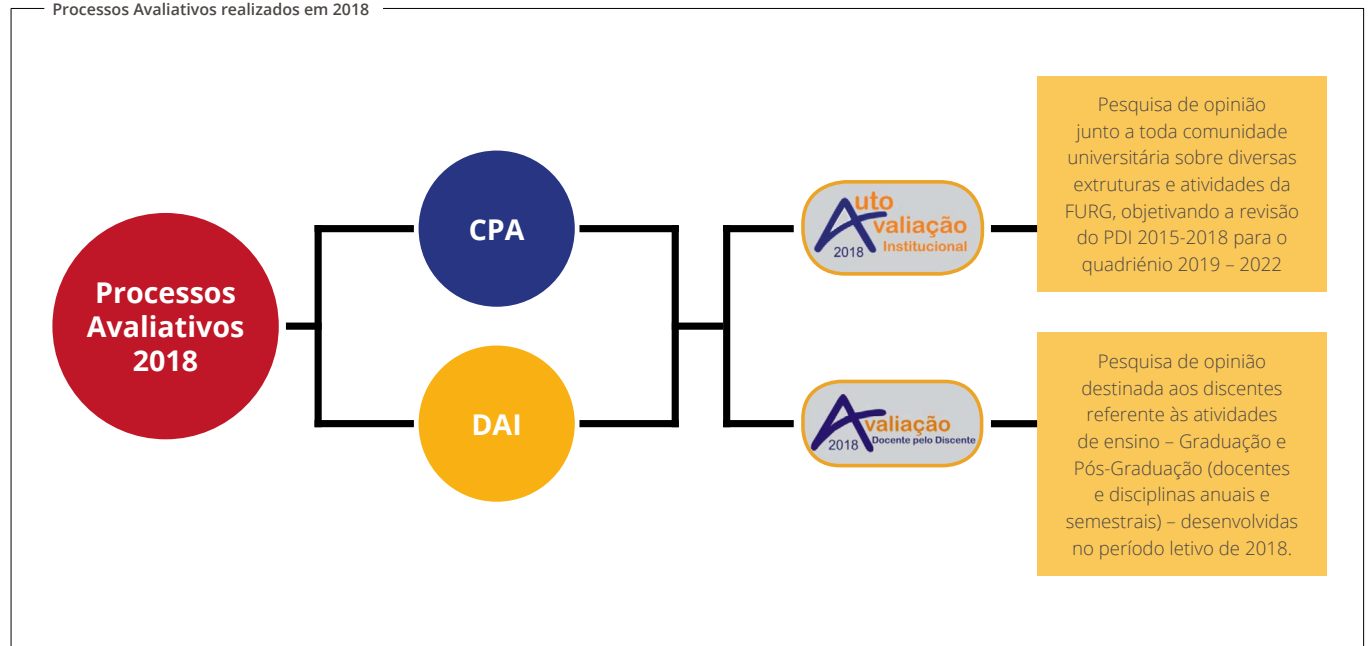 Processos Avaliativos realizados em 2018
Processos
Avaliativos
2018
CPA
DAI
Auto
Avaliação
Institucional
2018
Avaliação
Docente pelo Discente
2018
Pesquisa de opinião
junto a toda comunidade
universitária sobre diversas
extruturas e atividades da
FURG, objetivando a revisão
do PDI 2015-2018 para o
quadriénio 2019 – 2022
Pesquisa de opinião
destinada aos discentes
referente às atividades
de ensino – Graduação e
Pós-Graduação (docentes
e disciplinas anuais e
semestrais) – desenvolvidas
no período letivo de 2018.